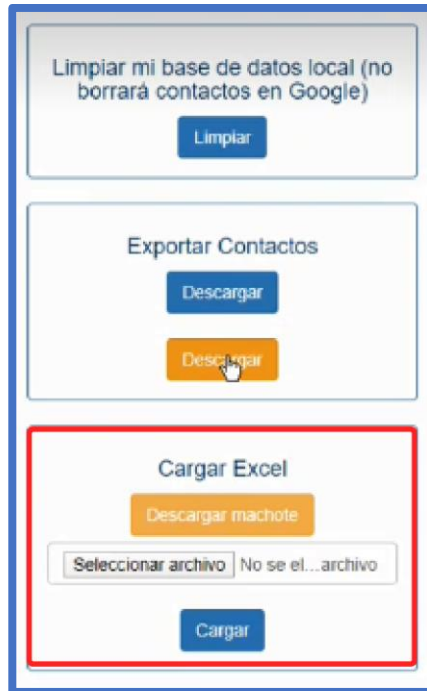 Limpiar mi base de datos local (no
borrará contactos en Google)
Limpiar
Exportar Contactos
Descargar
Descargar
Cargar Excel
Descargar machote
Seleccionar archivo No se el...archivo
Cargar